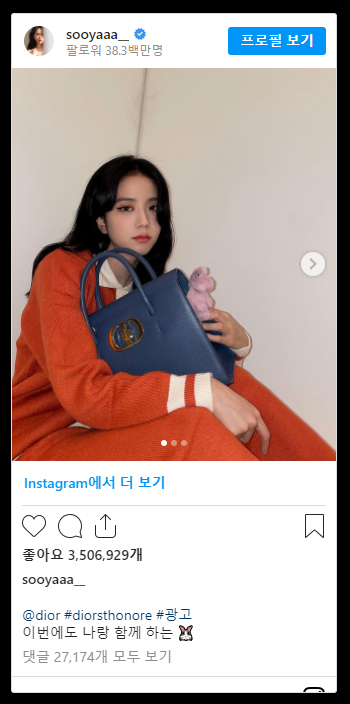 sooyaaa__
팔로워 38.3백만명
프로필 보기
Instagram에서 더 보기
좋아요 3,506,929개
sooyaaa__
@dior #diorsthonore #광고
이번에도 나랑 함께 하는 🐰
댓글 27,174개 모두 보기